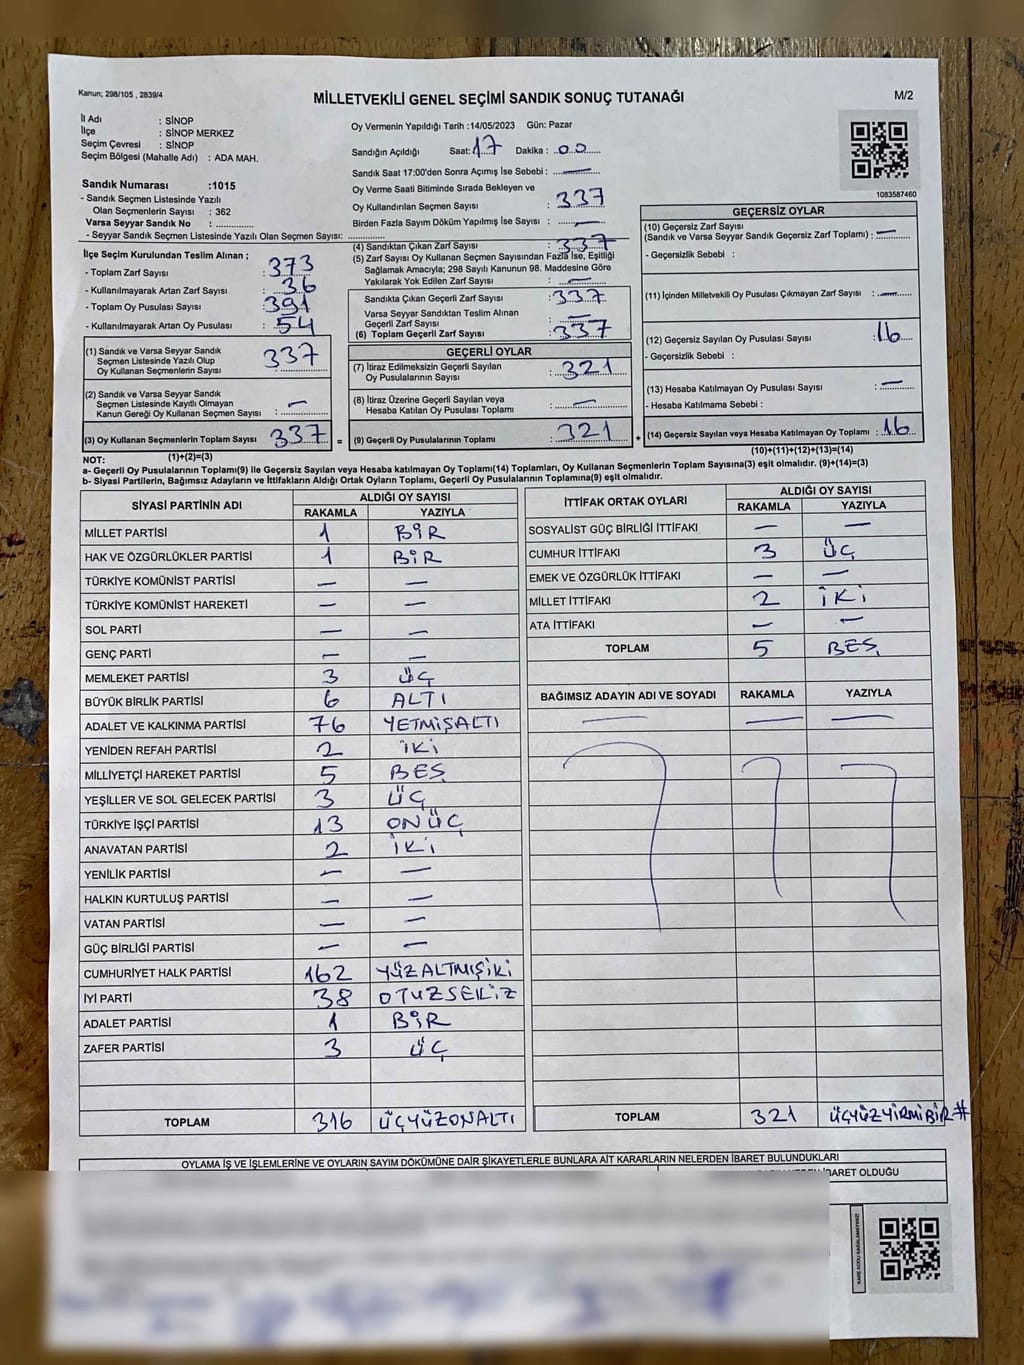 Kanun; 298/105 , 2839/4
MİLLETVEKİLİ GENEL SEÇİMİ SANDIK SONUÇ TUTANAĞI
M/2
İl Adı : SİNOP
İlçe : SİNOP MERKEZ
Seçim Çevresi : SİNOP
Seçim Bölgesi (Mahalle Adı) : ADA MAH.
Sandık Numarası :1015
- Sandık Seçmen Listesinde Yazılı
Olan Seçmenlerin Sayısı : 362
Varsa Seyyar Sandık No : ................
- Seyyar Sandık Seçmen Listesinde Yazılı Olan Seçmen Sayısı: ................
Oy Vermenin Yapıldığı Tarih :14/05/2023 Gün: Pazar
Sandığın Açıldığı Saat: 17 Dakika : 00
Sandık Saat 17:00'den Sonra Açımış İse Sebebi : —
Oy Verme Saati Bitiminde Sırada Bekleyen ve
Oy Kullandırılan Seçmen Sayısı : 337
Birden Fazla Sayım Döküm Yapılmış İse Sayısı : —
1083587460
İlçe Seçim Kurulundan Teslim Alınan ;
- Toplam Zarf Sayısı : 373
- Kullanılmayarak Artan Zarf Sayısı : 36
- Toplam Oy Pusulası Sayısı : 391
- Kullanılmayarak Artan Oy Pusulası : 54
(1) Sandık ve Varsa Seyyar Sandık
Seçmen Listesinde Yazılı Olup
Oy Kullanan Seçmenlerin Sayısı : 337
(2) Sandık ve Varsa Seyyar Sandık
Seçmen Listesinde Kayıtlı Olmayan
Kanun Gereği Oy Kullanan Seçmen Sayısı : —
(3) Oy Kullanan Seçmenlerin Toplam Sayısı : 337 =
(1)+(2)=(3)
(4) Sandıktan Çıkan Zarf Sayısı : 337
(5) Zarf Sayısı Oy Kullanan Seçmen Sayısından Fazla İse, Eşitliği
Sağlamak Amacıyla; 298 Sayılı Kanunun 98. Maddesine Göre
Yakılarak Yok Edilen Zarf Sayısı : —
Sandıkta Çıkan Geçerli Zarf Sayısı : 337
Varsa Seyyar Sandıktan Teslim Alınan
Geçerli Zarf Sayısı : —
(6) Toplam Geçerli Zarf Sayısı : 337
GEÇERLİ OYLAR
(7) İtiraz Edilmeksizin Geçerli Sayılan
Oy Pusulalarının Sayısı : 321
(8) İtiraz Üzerine Geçerli Sayılan veya
Hesaba Katılan Oy Pusulası Toplamı : —
(9) Geçerli Oy Pusulalarının Toplamı : 321 +
GEÇERSİZ OYLAR
(10) Geçersiz Zarf Sayısı
(Sandık ve Varsa Seyyar Sandık Geçersiz Zarf Toplamı) : —
- Geçersizlik Sebebi :
(11) İçinden Milletvekili Oy Pusulası Çıkmayan Zarf Sayısı : —
(12) Geçersiz Sayılan Oy Pusulası Sayısı : 16
- Geçersizlik Sebebi :
(13) Hesaba Katılmayan Oy Pusulası Sayısı : —
- Hesaba Katılmama Sebebi :
(14) Geçersiz Sayılan veya Hesaba Katılmayan Oy Toplamı : 16
(10)+(11)+(12)+(13)=(14)
NOT:
a- Geçerli Oy Pusulalarının Toplamı(9) ile Geçersiz Sayılan veya Hesaba katılmayan Oy Toplamı(14) Toplamları, Oy Kullanan Seçmenlerin Toplam Sayısına(3) eşit olmalıdır. (9)+(14)=(3)
b- Siyasi Partilerin, Bağımsız Adayların ve İttifakların Aldığı Ortak Oyların Toplamı, Geçerli Oy Pusulalarının Toplamına(9) eşit olmalıdır.
SİYASİ PARTİNİN ADI ALDIĞI OY SAYISI
RAKAMLA YAZIYLA
MİLLET PARTİSİ 1 BİR
HAK VE ÖZGÜRLÜKLER PARTİSİ 1 BİR
TÜRKİYE KOMÜNİST PARTİSİ — —
TÜRKİYE KOMÜNİST HAREKETİ — —
SOL PARTİ — —
GENÇ PARTİ — —
MEMLEKET PARTİSİ 3 ÜÇ
BÜYÜK BİRLİK PARTİSİ 6 ALTI
ADALET VE KALKINMA PARTİSİ 76 YETMİŞALTI
YENİDEN REFAH PARTİSİ 2 İKİ
MİLLİYETÇİ HAREKET PARTİSİ 5 BEŞ
YEŞİLLER VE SOL GELECEK PARTİSİ 3 ÜÇ
TÜRKİYE İŞÇİ PARTİSİ 13 ONÜÇ
ANAVATAN PARTİSİ 2 İKİ
YENİLİK PARTİSİ — —
HALKIN KURTULUŞ PARTİSİ — —
VATAN PARTİSİ — —
GÜÇ BİRLİĞİ PARTİSİ — —
CUMHURİYET HALK PARTİSİ 162 YÜZALTMIŞİKİ
İYİ PARTİ 38 OTUZSEKİZ
ADALET PARTİSİ 1 BİR
ZAFER PARTİSİ 3 ÜÇ
TOPLAM 316 ÜÇYÜZONALTI
İTTİFAK ORTAK OYLARI ALDIĞI OY SAYISI
RAKAMLA YAZIYLA
SOSYALİST GÜÇ BİRLİĞİ İTTİFAKI — —
CUMHUR İTTİFAKI 3 ÜÇ
EMEK VE ÖZGÜRLÜK İTTİFAKI — —
MİLLET İTTİFAKI 2 İKİ
ATA İTTİFAKI — —
TOPLAM 5 BEŞ
BAĞIMSIZ ADAYIN ADI VE SOYADI RAKAMLA YAZIYLA
— — —
TOPLAM 321 ÜÇYÜZYİRMİBİR#
OYLAMA İŞ VE İŞLEMLERİNE VE OYLARIN SAYIM DÖKÜMÜNE DAİR ŞİKAYETLERLE BUNLARA AİT KARARLARIN NELERDEN İBARET BULUNDUKLARI
İBARET OLDUĞU
KARE KODU KARALAMAYINIZ!